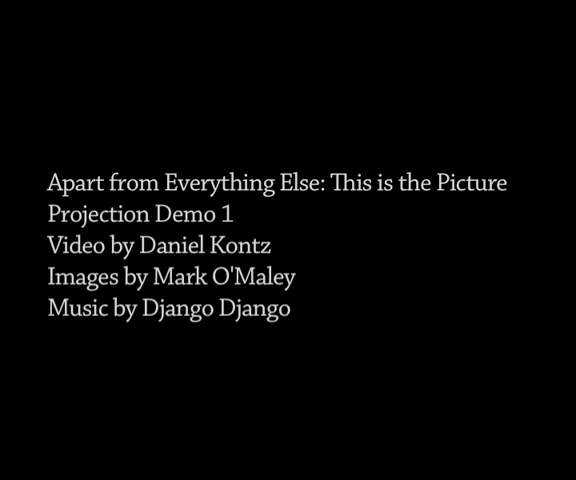 Apart from Everything Else: This is the Picture
Projection Demo 1
Video by Daniel Kontz
Images by Mark O'Maley
Music by Django Django